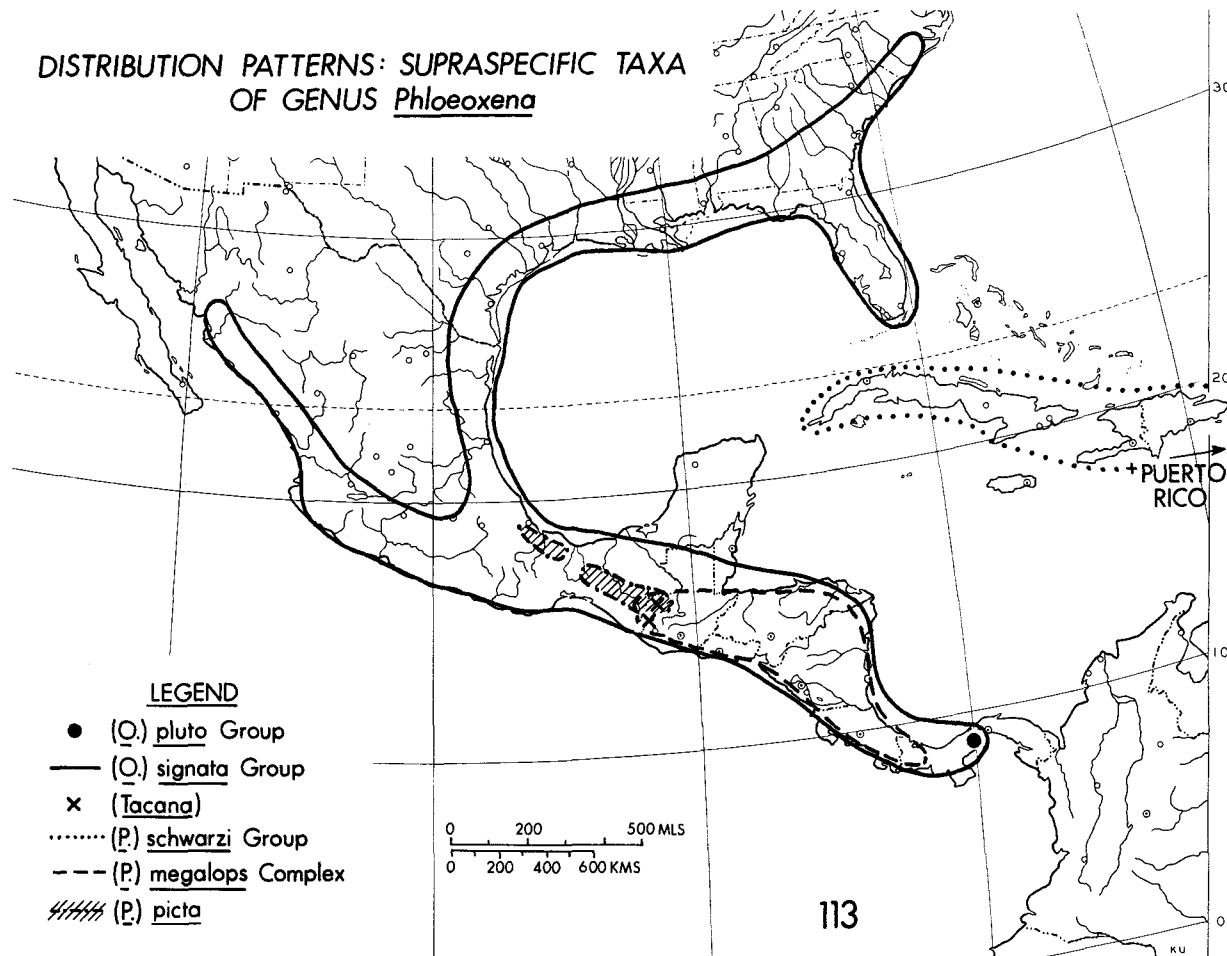 DISTRIBUTION PATTERNS: SUPRASPECIFIC TAXA
OF GENUS Phloeoxena
30
20
PUERTO
RICO
10
0
LEGEND
(O.) pluto Group
(O.) signata Group
(Tacana)
(P.) schwarzi Group
(P.) megalops Complex
(P.) picta
0 200 500 MLS
0 200 400 600 KMS
113
KU